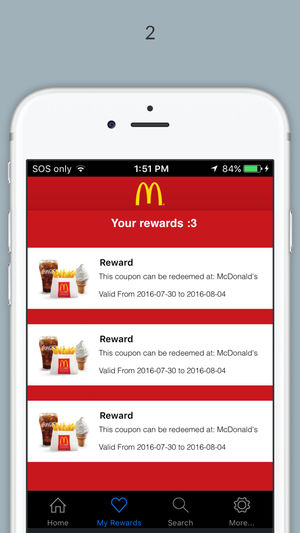 2
SOS only 1:51 PM 84%
Your rewards :3
Reward
This coupon can be redeemed at: McDonald's
Valid From 2016-07-30 to 2016-08-04
Reward
This coupon can be redeemed at: McDonald's
Valid From 2016-07-30 to 2016-08-04
Reward
This coupon can be redeemed at: McDonald's
Valid From 2016-07-30 to 2016-08-04
Home My Rewards Search More...